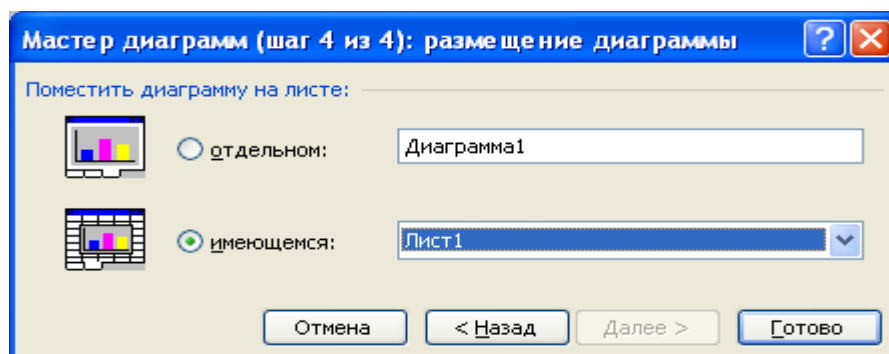 Мастер диаграмм (шаг 4 из 4): размещение диаграммы
Поместить диаграмму на листе:
отдельном: Диаграмма1
имеющемся: Лист1
Отмена < Назад Далее > Готово